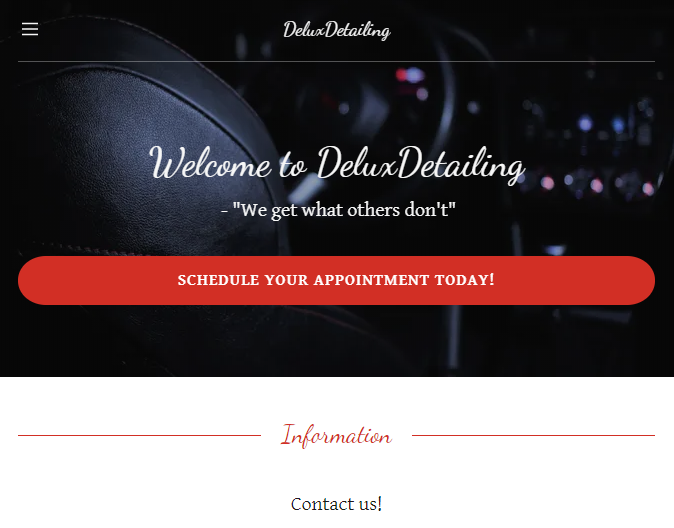 DeluxDetailing
Welcome to DeluxDetailing
- "We get what others don't"
SCHEDULE YOUR APPOINTMENT TODAY!
Information
Contact us!